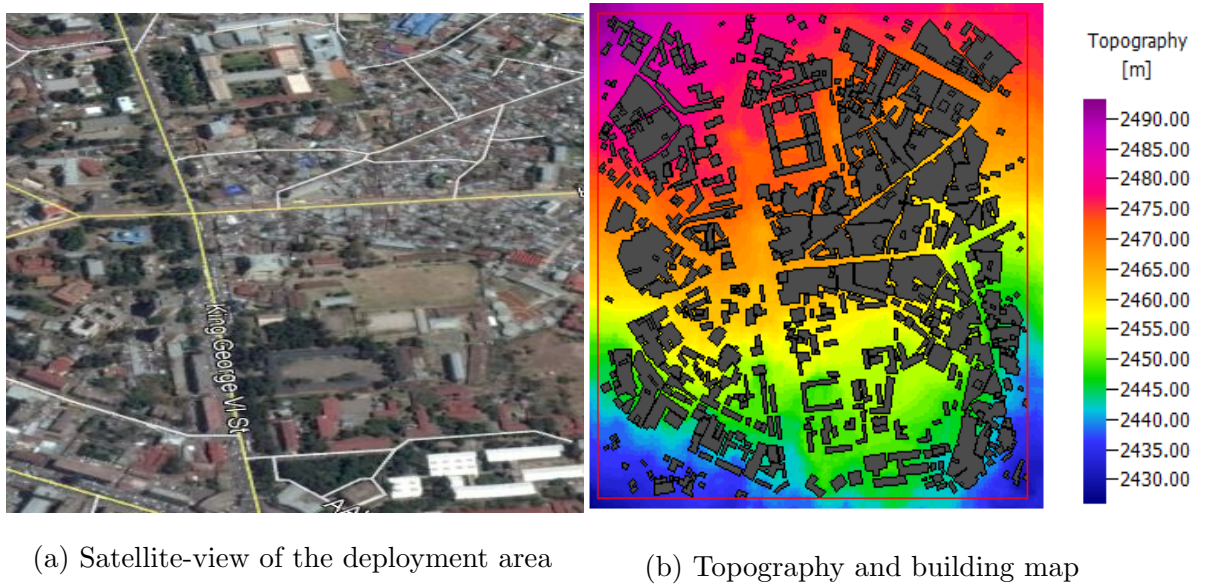 King George VI St
Topography
[m]
2490.00
2485.00
2480.00
2475.00
2470.00
2465.00
2460.00
2455.00
2450.00
2445.00
2440.00
2435.00
2430.00
(a) Satellite-view of the deployment area
(b) Topography and building map